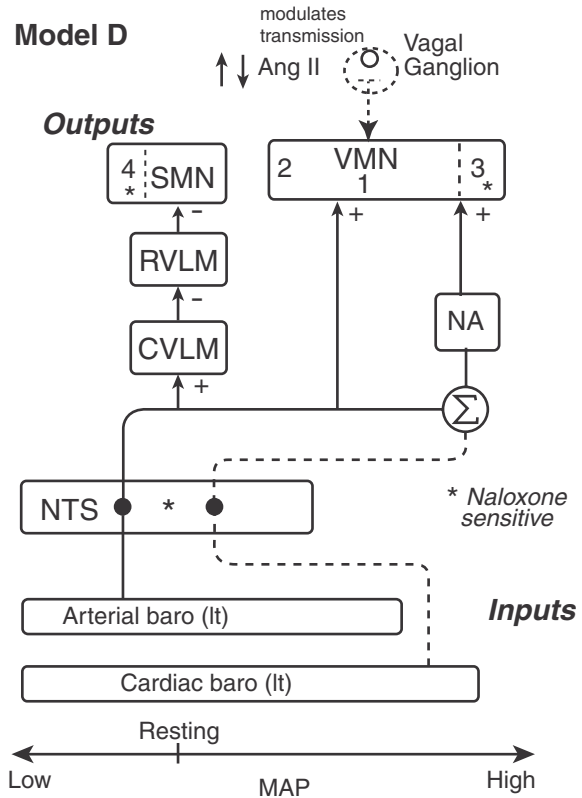 Model D
modulates
transmission
Ang II
Vagal
Ganglion
Outputs
4
*
SMN
2
VMN
1
3
*
–
+
+
RVLM
–
NA
CVLM
+
Σ
NTS
*
* Naloxone
sensitive
Arterial baro (lt)
Inputs
Cardiac baro (lt)
Resting
Low
MAP
High